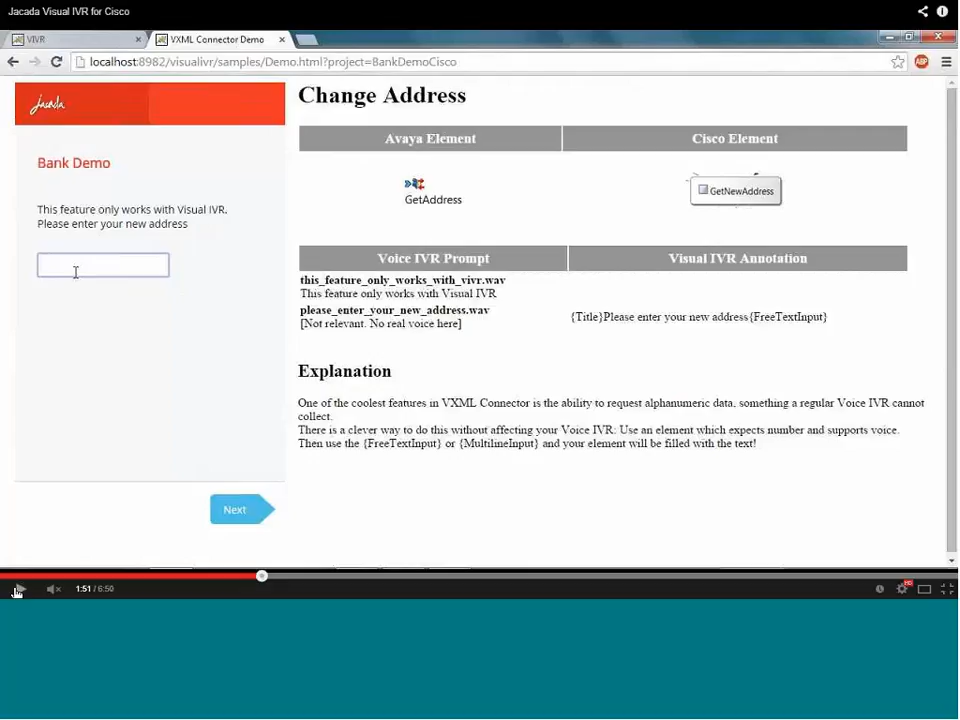 Jacada Visual IVR for Cisco
VIVR
VXML Connector Demo
localhost:8982/visualivr/samples/Demo.html?project=BankDemoCisco
ABP
Jacada
Bank Demo
This feature only works with Visual IVR.
Please enter your new address
Next
Change Address
Avaya Element Cisco Element
GetAddress GetNewAddress
Voice IVR Prompt Visual IVR Annotation
this_feature_only_works_with_vivr.wav
This feature only works with Visual IVR
please_enter_your_new_address.wav
[Not relevant. No real voice here]
{Title}Please enter your new address{FreeTextInput}
Explanation
One of the coolest features in VXML Connector is the ability to request alphanumeric data, something a regular Voice IVR cannot
collect.
There is a clever way to do this without affecting your Voice IVR: Use an element which expects number and supports voice.
Then use the {FreeTextInput} or {MultilineInput} and your element will be filled with the text!
1:51 / 6:50
HD